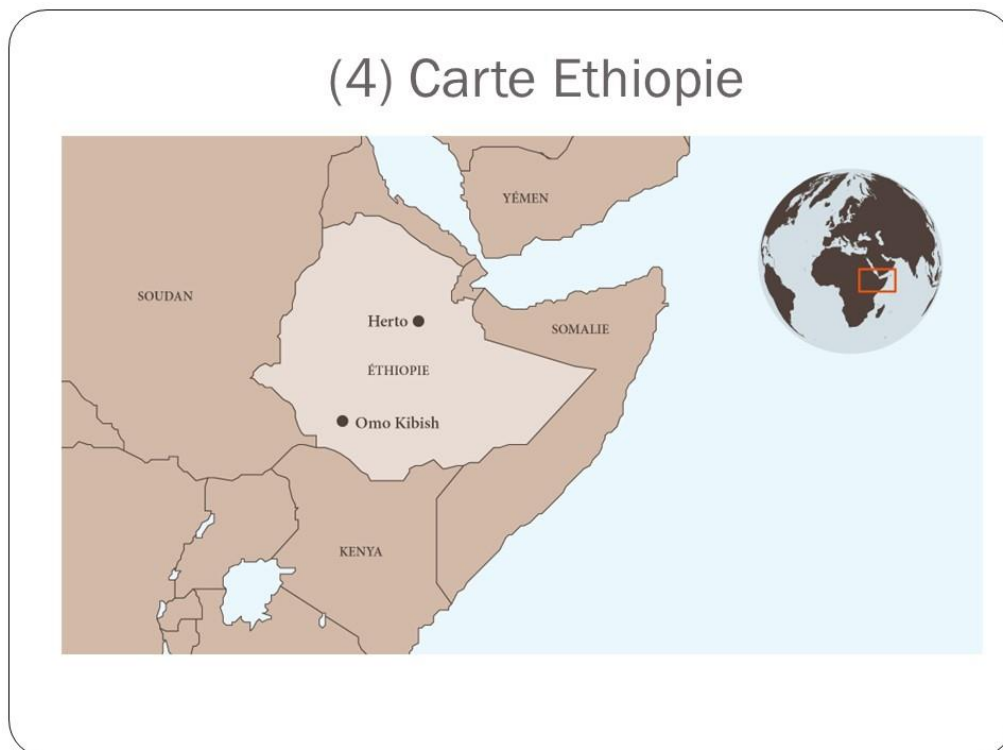 (4) Carte Ethiopie
YÉMEN
SOUDAN
Herto
SOMALIE
ÉTHIOPIE
Omo Kibish
KENYA